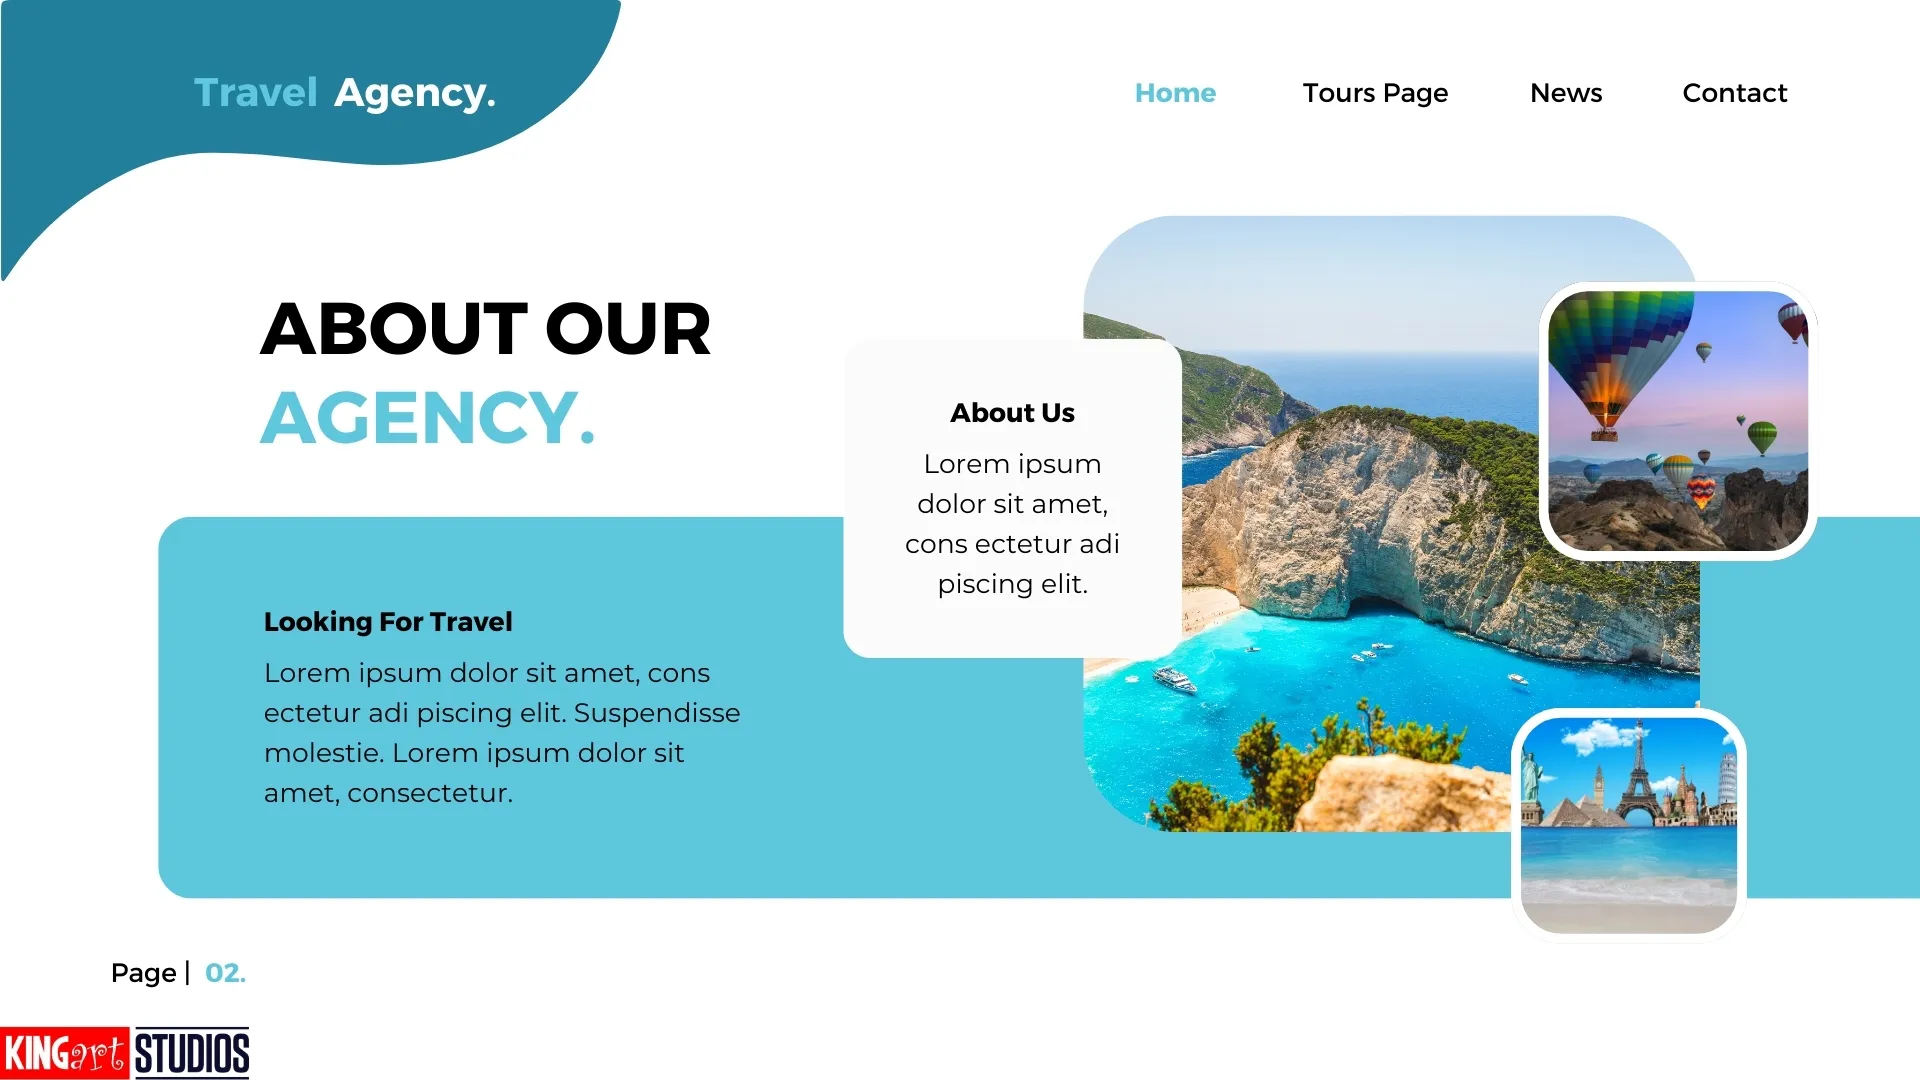 Travel Agency.
Home Tours Page News Contact
ABOUT OUR
AGENCY.
About Us
Lorem ipsum
dolor sit amet,
cons ectetur adi
piscing elit.
Looking For Travel
Lorem ipsum dolor sit amet, cons
ectetur adi piscing elit. Suspendisse
molestie. Lorem ipsum dolor sit
amet, consectetur.
Page | 02.
KINGart STUDIOS